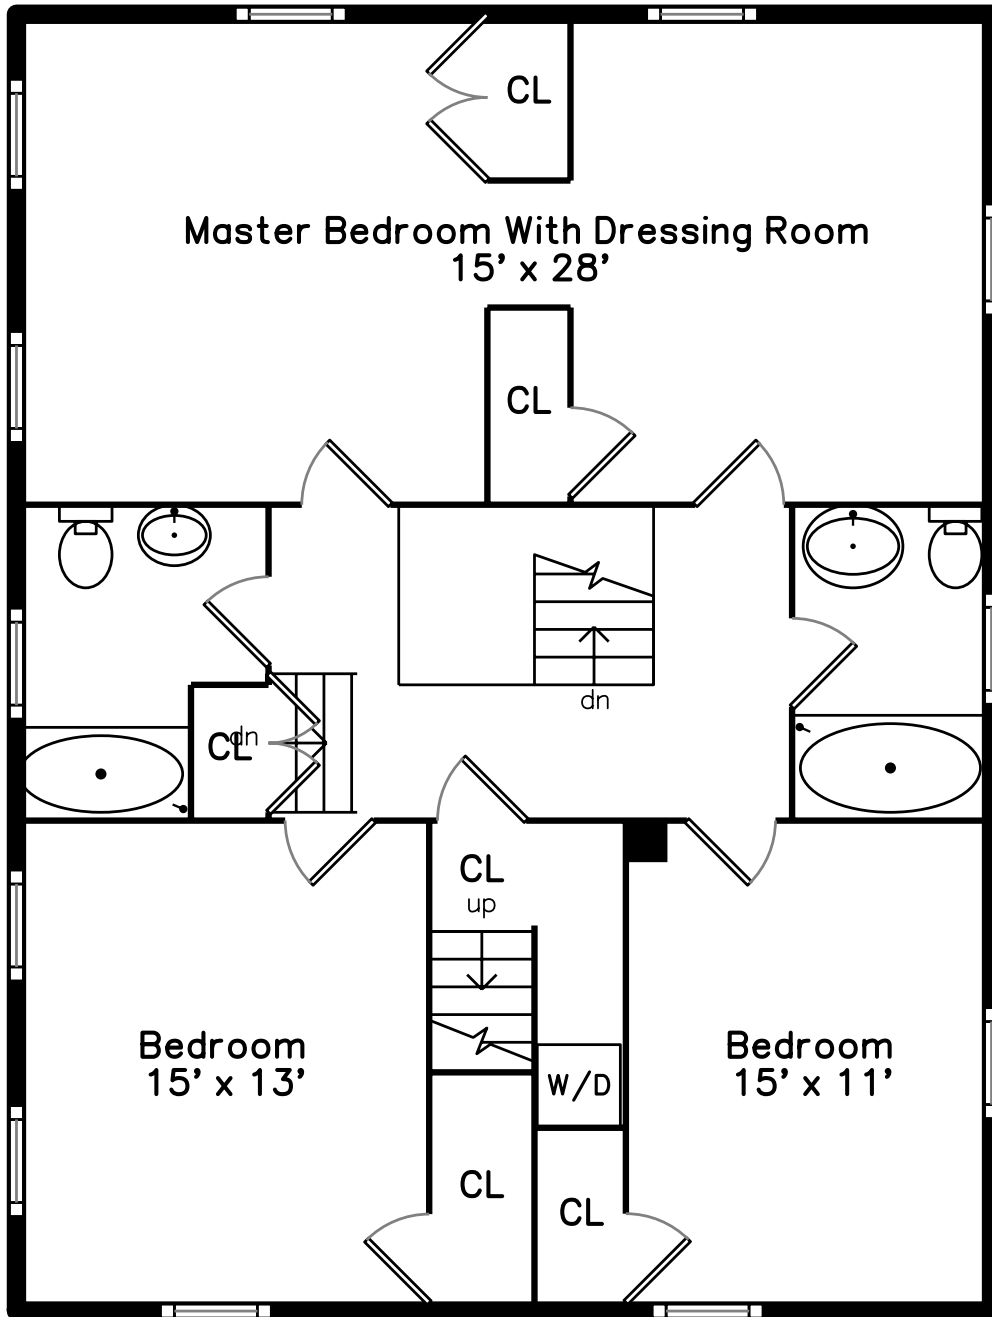 CL
Master Bedroom With Dressing Room
15' x 28'
CL
dn
dn
CL
CL
up
Bedroom
15' x 13'
Bedroom
15' x 11'
W/D
CL
CL